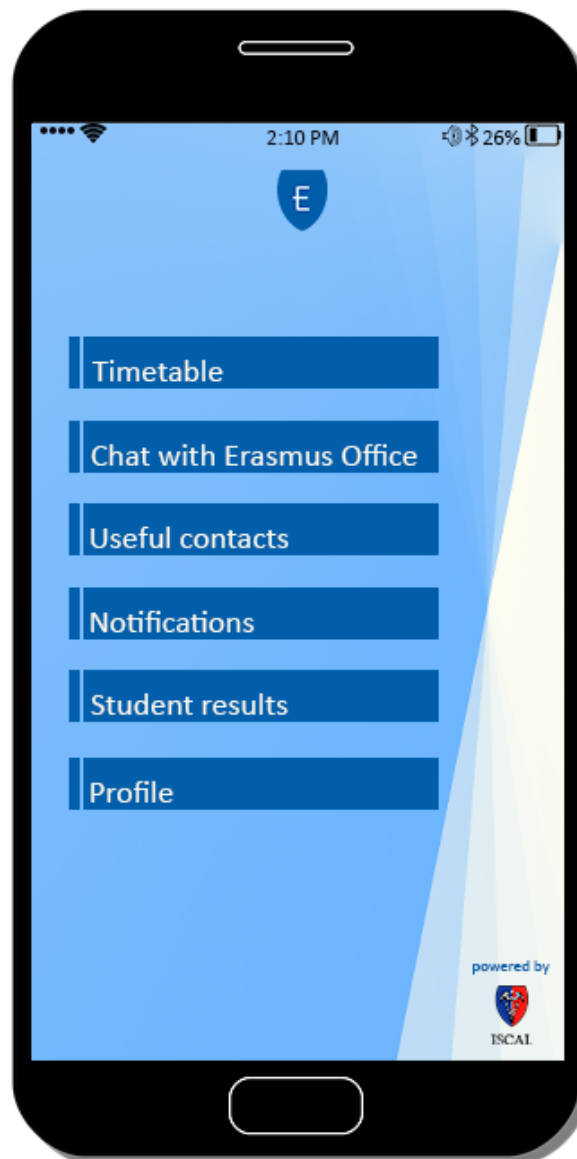 2:10 PM
26%
E
Timetable
Chat with Erasmus Office
Useful contacts
Notifications
Student results
Profile
powered by
ISCAL